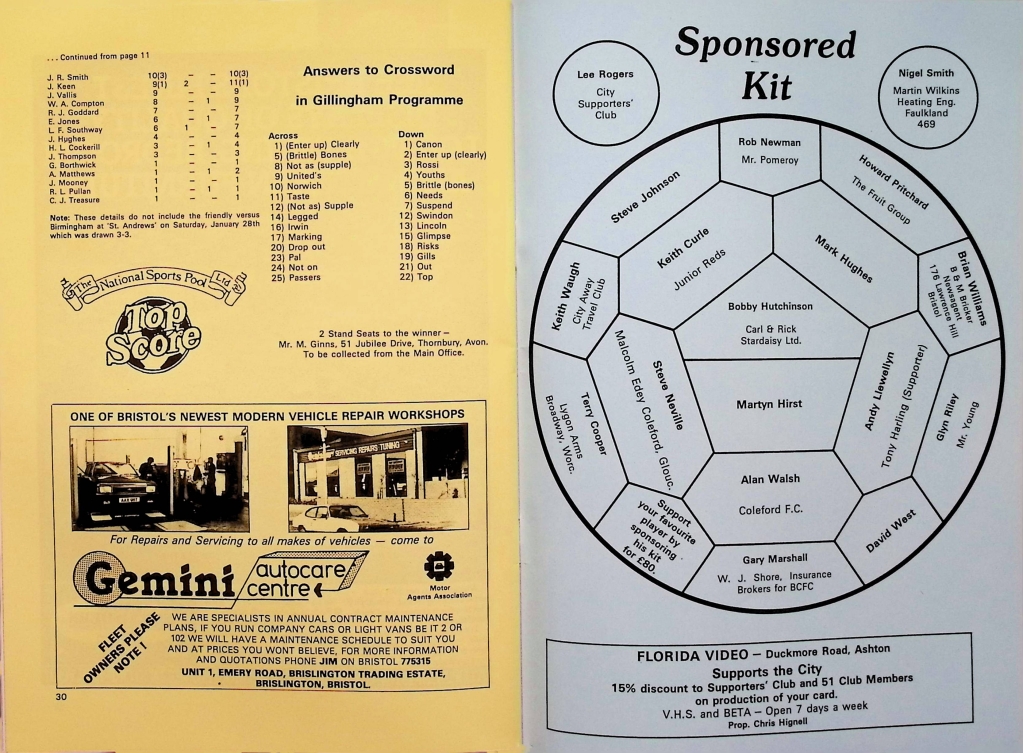 ... Continued from page 11
J. R. Smith 10(3) – – 10(3)
J. Keen 9(1) 2 – 11(1)
J. Vallis 9 – – 9
W. A. Compton 8 – 1 9
R. J. Goddard 7 – – 7
E. Jones 6 – 1 7
L. F. Southway 6 1 – 7
J. Hughes 4 – – 4
H. L. Cockerill 3 – 1 4
J. Thompson 3 – – 3
G. Borthwick 1 – – 1
A. Matthews 1 – 1 2
J. Mooney 1 – – 1
R. L. Pullan 1 – 1 1
C. J. Treasure 1 – – 1
Note: These details do not include the friendly versus
Birmingham at 'St. Andrews' on Saturday, January 28th
which was drawn 3-3.
Answers to Crossword
in Gillingham Programme
Across
1) (Enter up) Clearly
5) (Brittle) Bones
8) Not as (supple)
9) United's
10) Norwich
11) Taste
12) (Not as) Supple
14) Legged
16) Irwin
17) Marking
20) Drop out
23) Pal
24) Not on
25) Passers
Down
1) Canon
2) Enter up (clearly)
3) Rossi
4) Youths
5) Brittle (bones)
6) Needs
7) Suspend
12) Swindon
13) Lincoln
15) Glimpse
18) Risks
19) Gills
21) Out
22) Top
The National Sports Pool Ltd.
Top
Score
2 Stand Seats to the winner –
Mr. M. Ginns, 51 Jubilee Drive, Thornbury, Avon.
To be collected from the Main Office.
ONE OF BRISTOL'S NEWEST MODERN VEHICLE REPAIR WORKSHOPS
SERVICING REPAIRS TUNING
For Repairs and Servicing to all makes of vehicles — come to
Gemini autocare
centre
Motor
Agents Association
FLEET
OWNERS PLEASE
NOTE !
WE ARE SPECIALISTS IN ANNUAL CONTRACT MAINTENANCE
PLANS, IF YOU RUN COMPANY CARS OR LIGHT VANS BE IT 2 OR
102 WE WILL HAVE A MAINTENANCE SCHEDULE TO SUIT YOU
AND AT PRICES YOU WONT BELIEVE, FOR MORE INFORMATION
AND QUOTATIONS PHONE JIM ON BRISTOL 775315
UNIT 1, EMERY ROAD, BRISLINGTON TRADING ESTATE,
BRISLINGTON, BRISTOL.
30
Sponsored
Kit
Lee Rogers
City
Supporters'
Club
Nigel Smith
Martin Wilkins
Heating Eng.
Faulkland
469
Rob Newman
Mr. Pomeroy
Steve Johnson
Howard Pritchard
The Fruit Group
Keith Curle
Junior Reds
Mark Hughes
Keith Waugh
City Away
Travel Club
Brian Williams
B & M Bricker
Newsagent
176 Lawrence Hill
Bristol
Bobby Hutchinson
Carl & Rick
Stardaisy Ltd.
Steve Neville
Malcolm Edey Coleford, Glouc.
Martyn Hirst
Andy Llewellyn
Tony Harling (Supporter)
Terry Cooper
Lygon Arms
Broadway, Worc.
Glyn Riley
Mr. Young
Alan Walsh
Coleford F.C.
Support
your favourite
player by
sponsoring
his kit
for £80.
David West
Gary Marshall
W. J. Shore, Insurance
Brokers for BCFC
FLORIDA VIDEO – Duckmore Road, Ashton
Supports the City
15% discount to Supporters' Club and 51 Club Members
on production of your card.
V.H.S. and BETA – Open 7 days a week
Prop. Chris Hignell